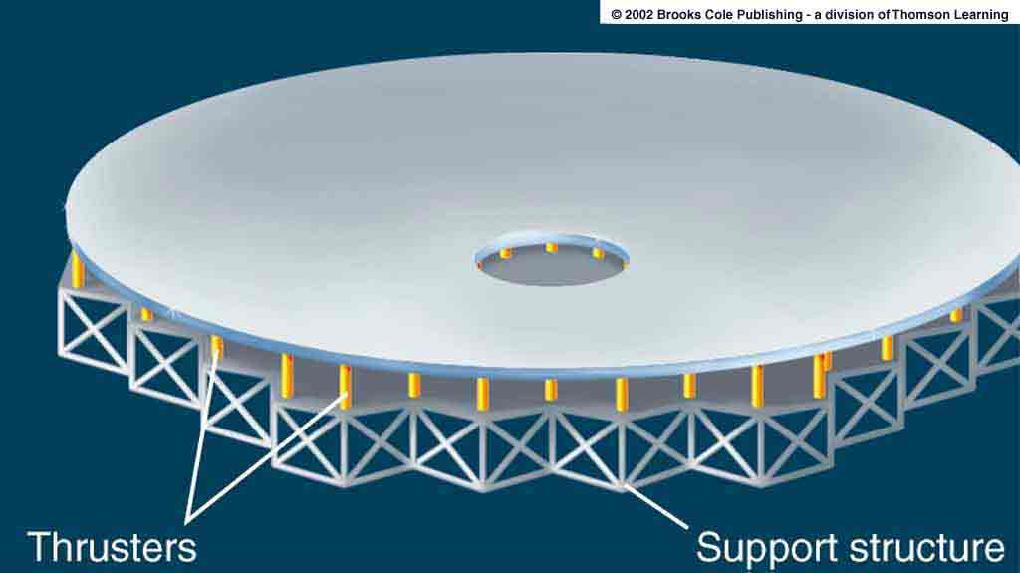 © 2002 Brooks Cole Publishing - a division of Thomson Learning
Thrusters
Support structure